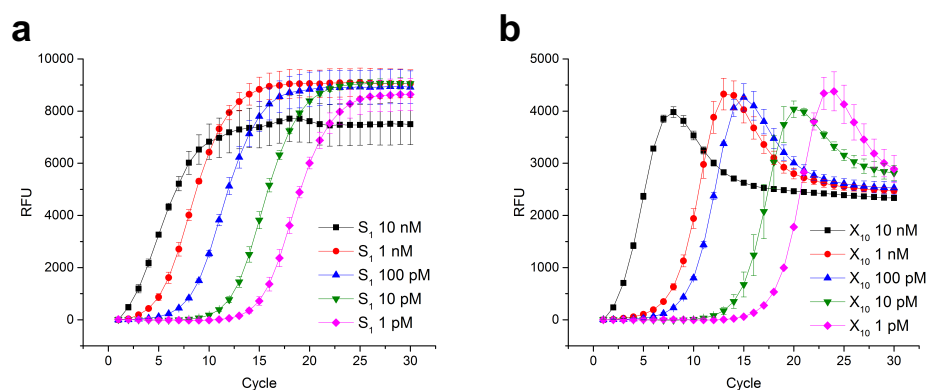 a
RFU
10000
8000
6000
4000
2000
0
0 5 10 15 20 25 30
Cycle
S1 10 nM
S1 1 nM
S1 100 pM
S1 10 pM
S1 1 pM
b
RFU
5000
4000
3000
2000
1000
0
0 5 10 15 20 25 30
Cycle
X10 10 nM
X10 1 nM
X10 100 pM
X10 10 pM
X10 1 pM